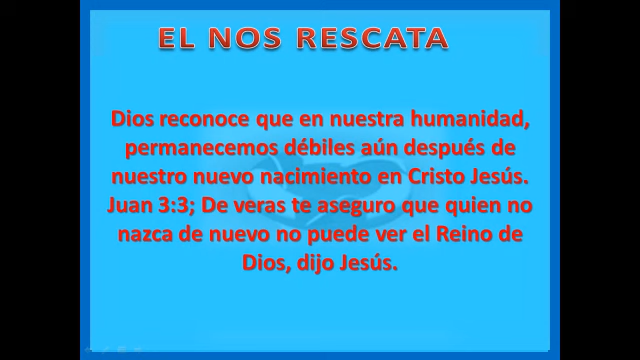 EL NOS RESCATA
Dios reconoce que en nuestra humanidad,
permanecemos débiles aún después de
nuestro nuevo nacimiento en Cristo Jesús.
Juan 3:3; De veras te aseguro que quien no
nazca de nuevo no puede ver el Reino de
Dios, dijo Jesús.